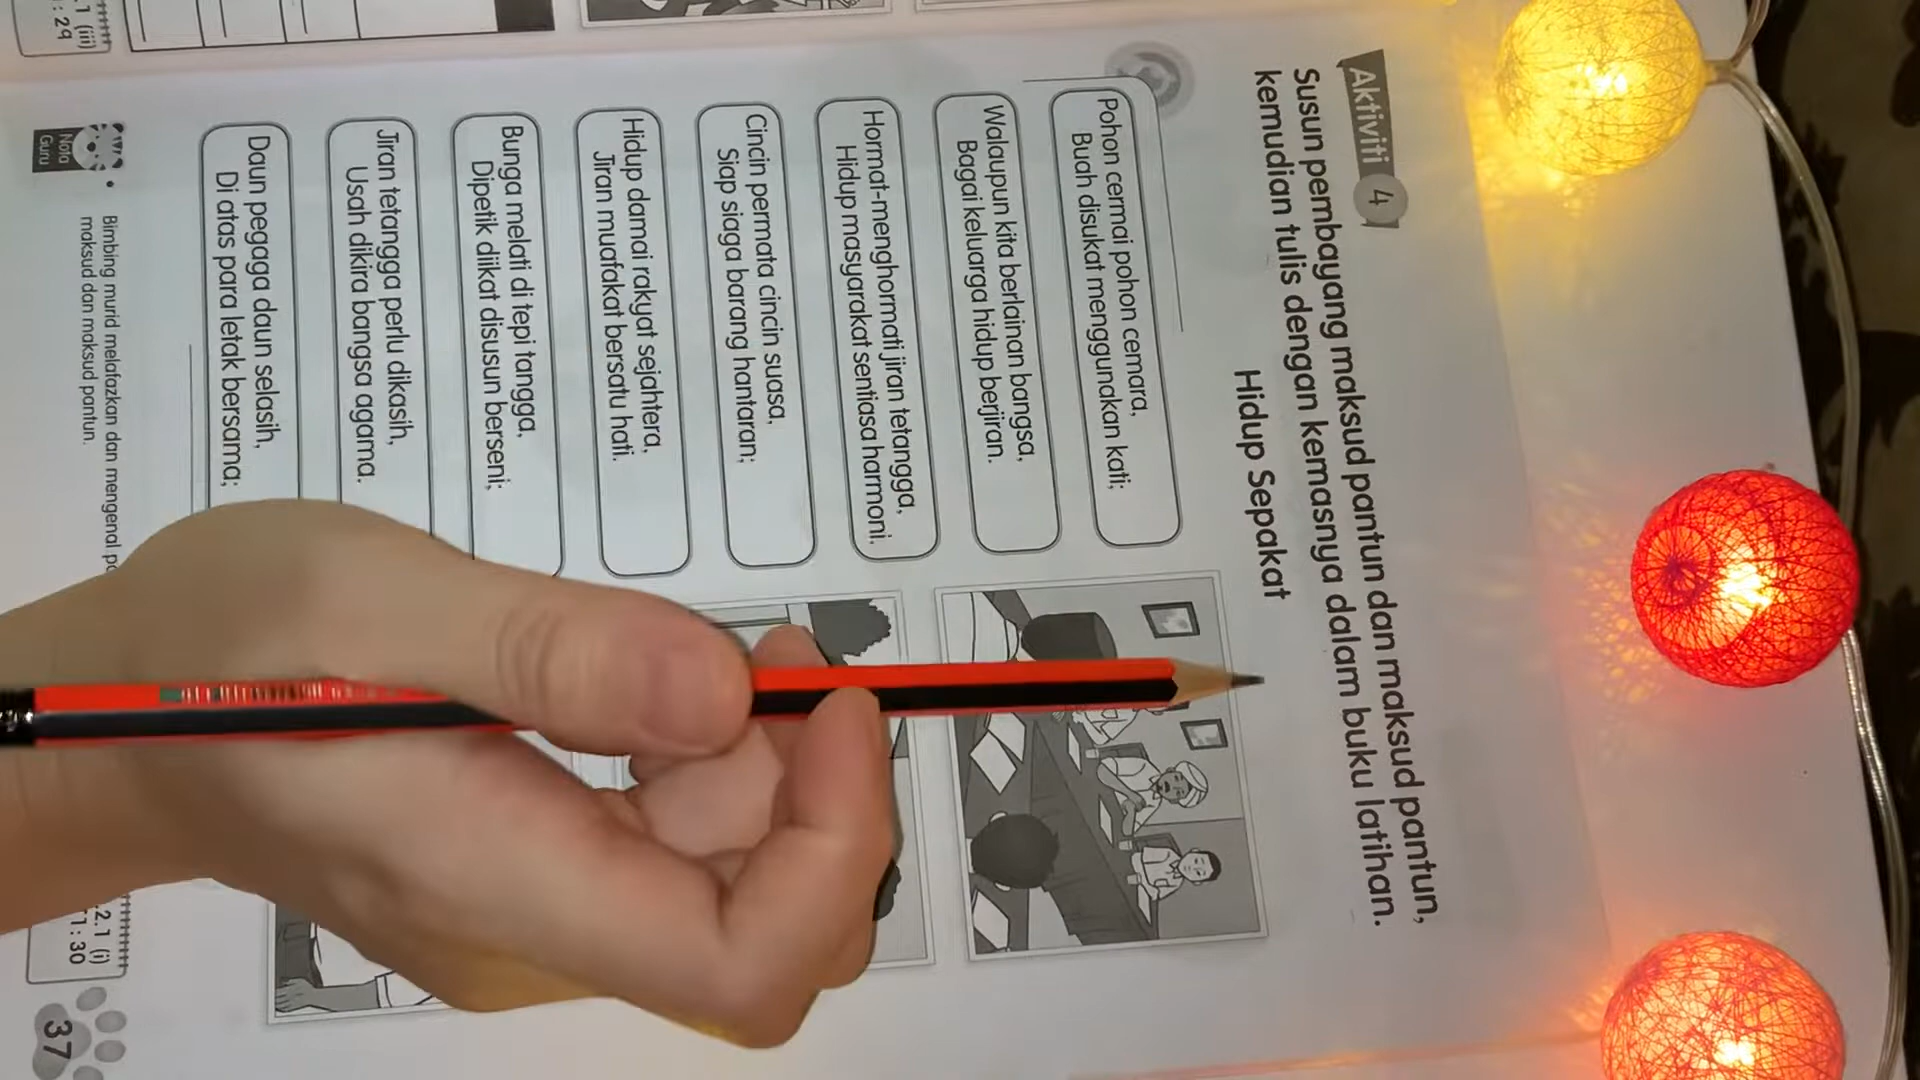 Aktiviti 4
Susun pembayang maksud pantun dan maksud pantun,
kemudian tulis dengan kemasnya dalam buku latihan.
Hidup Sepakat
Pohon cermai pohon cemara,
Buah disukat menggunakan kati;
Walaupun kita berlainan bangsa,
Bagai keluarga hidup berjiran.
Hormat-menghormati jiran tetangga,
Hidup masyarakat sentiasa harmoni.
Cincin permata cincin suasa,
Siap siaga barang hantaran;
Hidup damai rakyat sejahtera,
Jiran muafakat bersatu hati.
Bunga melati di tepi tangga,
Dipetik diikat disusun berseni;
Jiran tetangga perlu dikasih,
Usah dikira bangsa agama.
Daun pegaga daun selasih,
Di atas para letak bersama;
Nota
Guru
• Bimbing murid melafazkan dan mengenal
maksud dan maksud pantun.
2.1 (i)
1 : 30
37
.1 (iii)
: 29